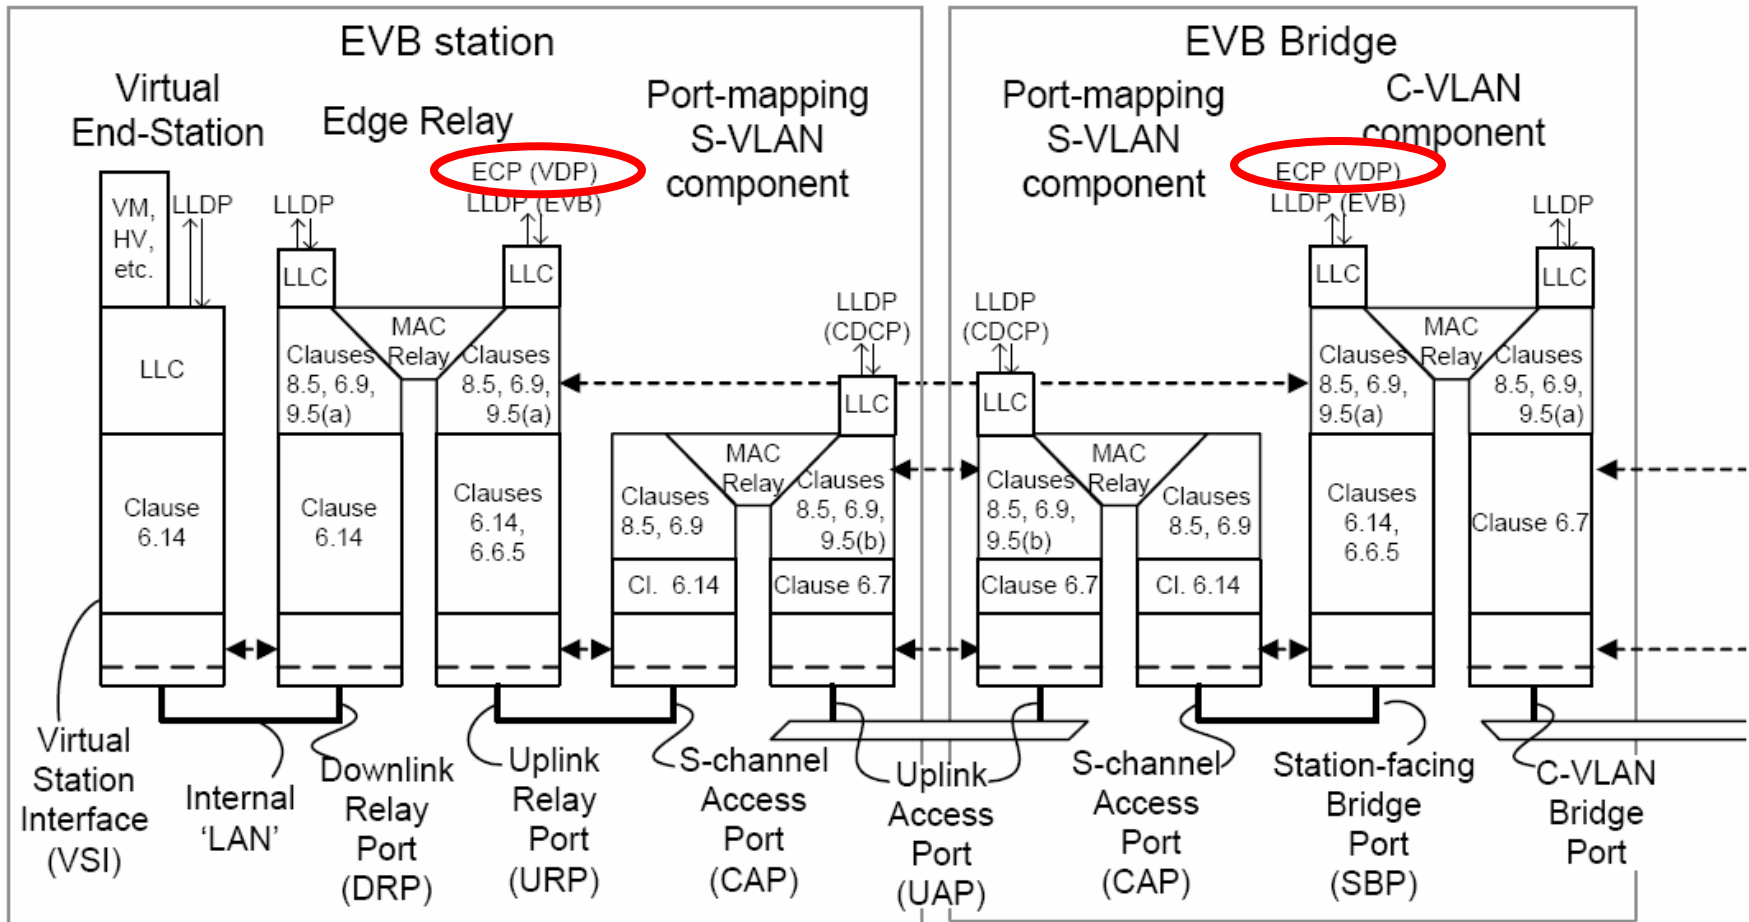 EVB station
EVB Bridge
Virtual
End-Station
Edge Relay
Port-mapping
S-VLAN
component
Port-mapping
S-VLAN
component
C-VLAN
component
ECP (VDP)
LLDP (EVB)
ECP (VDP)
LLDP (EVB)
VM,
HV,
etc.
LLDP
LLDP
LLDP
LLC
LLC
LLC
LLC
LLDP
(CDCP)
LLDP
(CDCP)
LLC
MAC
Relay
Clauses
8.5, 6.9,
9.5(a)
Clauses
8.5, 6.9,
9.5(a)
MAC
Relay
Clauses
8.5, 6.9,
9.5(a)
Clauses
8.5, 6.9,
9.5(a)
LLC
LLC
Clause
6.14
Clause
6.14
Clauses
6.14,
6.6.5
MAC
Relay
Clauses
8.5, 6.9
Clauses
8.5, 6.9,
9.5(b)
Cl. 6.14
Clause 6.7
MAC
Relay
Clauses
8.5, 6.9,
9.5(b)
Clauses
8.5, 6.9
Clause 6.7
Cl. 6.14
Clauses
6.14,
6.6.5
Clause 6.7
Virtual
Station
Interface
(VSI)
Internal
‘LAN’
Downlink
Relay
Port
(DRP)
Uplink
Relay
Port
(URP)
S-channel
Access
Port
(CAP)
Uplink
Access
Port
(UAP)
S-channel
Access
Port
(CAP)
Station-facing
Bridge
Port
(SBP)
C-VLAN
Bridge
Port